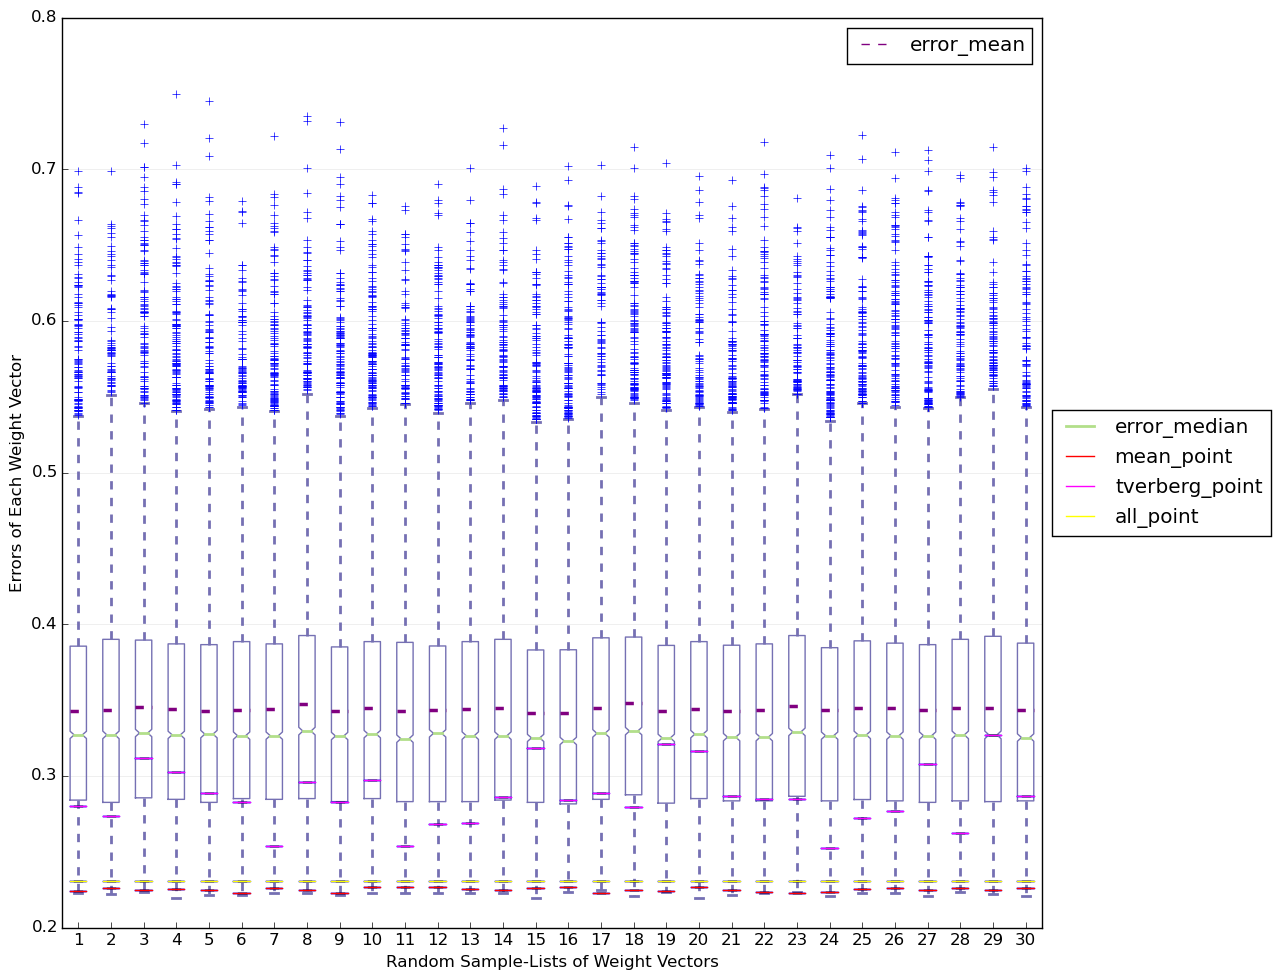 0.8
0.7
0.6
0.5
0.4
0.3
0.2
Errors of Each Weight Vector
error_mean
error_median
mean_point
tverberg_point
all_point
1 2 3 4 5 6 7 8 9 10 11 12 13 14 15 16 17 18 19 20 21 22 23 24 25 26 27 28 29 30
Random Sample-Lists of Weight Vectors